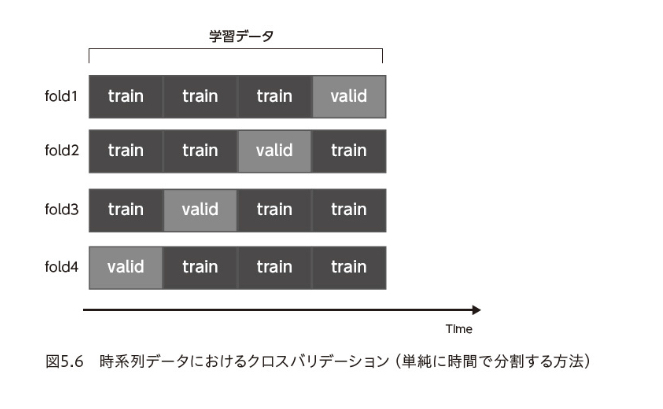 学習データ
fold1 train train train valid
fold2 train train valid train
fold3 train valid train train
fold4 valid train train train
Time
図5.6 時系列データにおけるクロスバリデーション（単純に時間で分割する方法）